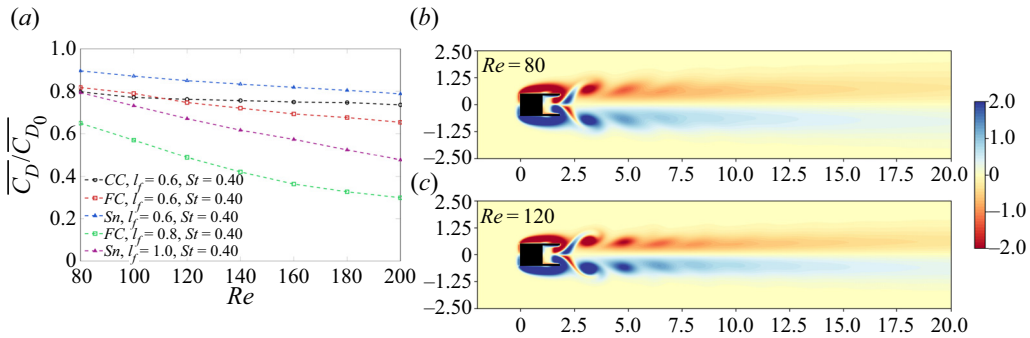 (a)
1.0
0.8
0.6
0.4
0.2
0
80 100 120 140 160 180 200
Re
C_D/C_{D_0}
CC, l_f = 0.6, St = 0.40
FC, l_f = 0.6, St = 0.40
Sn, l_f = 0.6, St = 0.40
FC, l_f = 0.8, St = 0.40
Sn, l_f = 1.0, St = 0.40
(b)
2.50
1.25
0
–1.25
–2.50
Re = 80
0 2.5 5.0 7.5 10.0 12.5 15.0 17.5 20.0
(c)
2.50
1.25
0
–1.25
–2.50
Re = 120
0 2.5 5.0 7.5 10.0 12.5 15.0 17.5 20.0
2.0
1.0
0
–1.0
–2.0